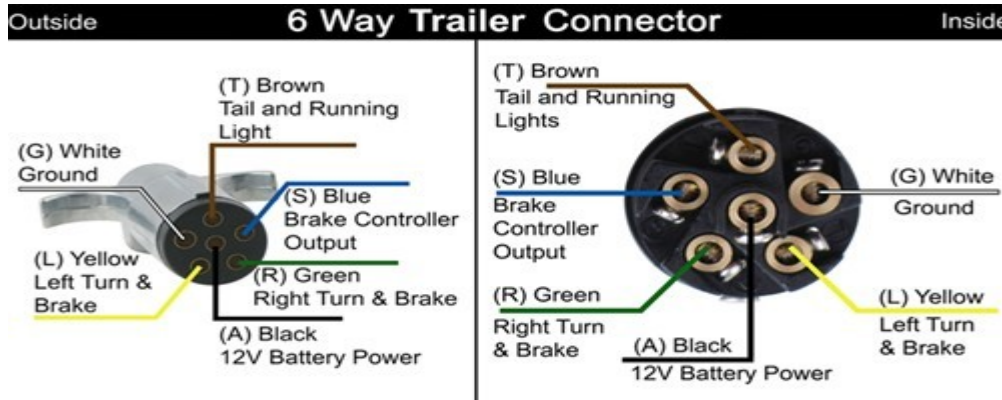 Outside
6 Way Trailer Connector
Inside
(T) Brown
Tail and Running
Light
(G) White
Ground
(S) Blue
Brake Controller
Output
(L) Yellow
Left Turn &
Brake
(R) Green
Right Turn & Brake
(A) Black
12V Battery Power
(T) Brown
Tail and Running
Lights
(S) Blue
Brake
Controller
Output
(G) White
Ground
(R) Green
Right Turn
& Brake
(L) Yellow
Left Turn
& Brake
(A) Black
12V Battery Power